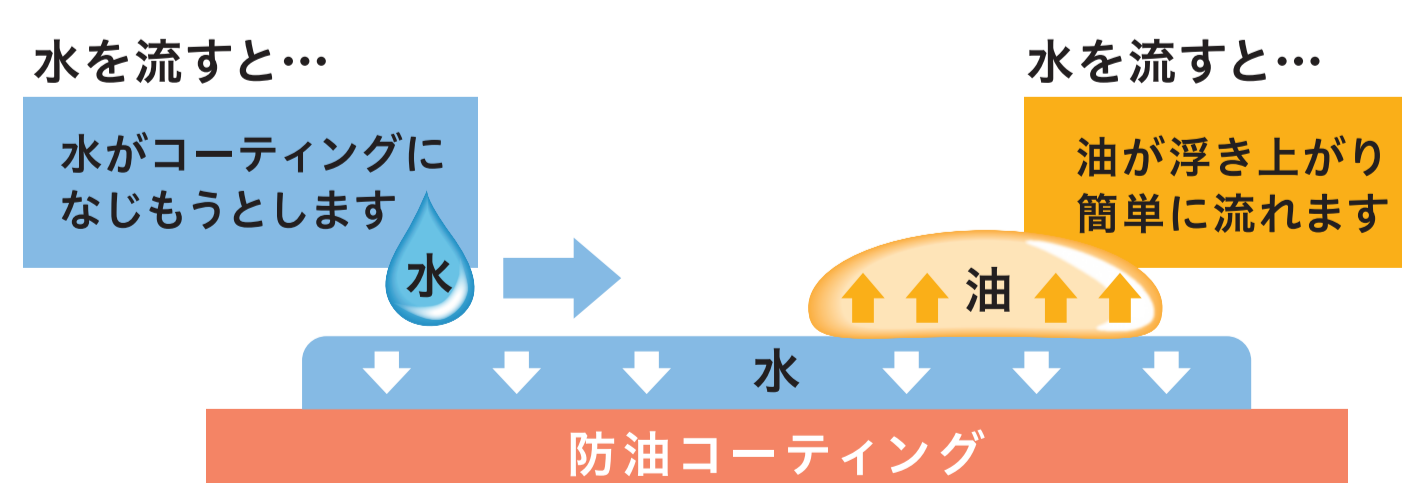 水を流すと…
水がコーティングに
なじもうとします
水
水を流すと…
油が浮き上がり
簡単に流れます
油
水
防油コーティング